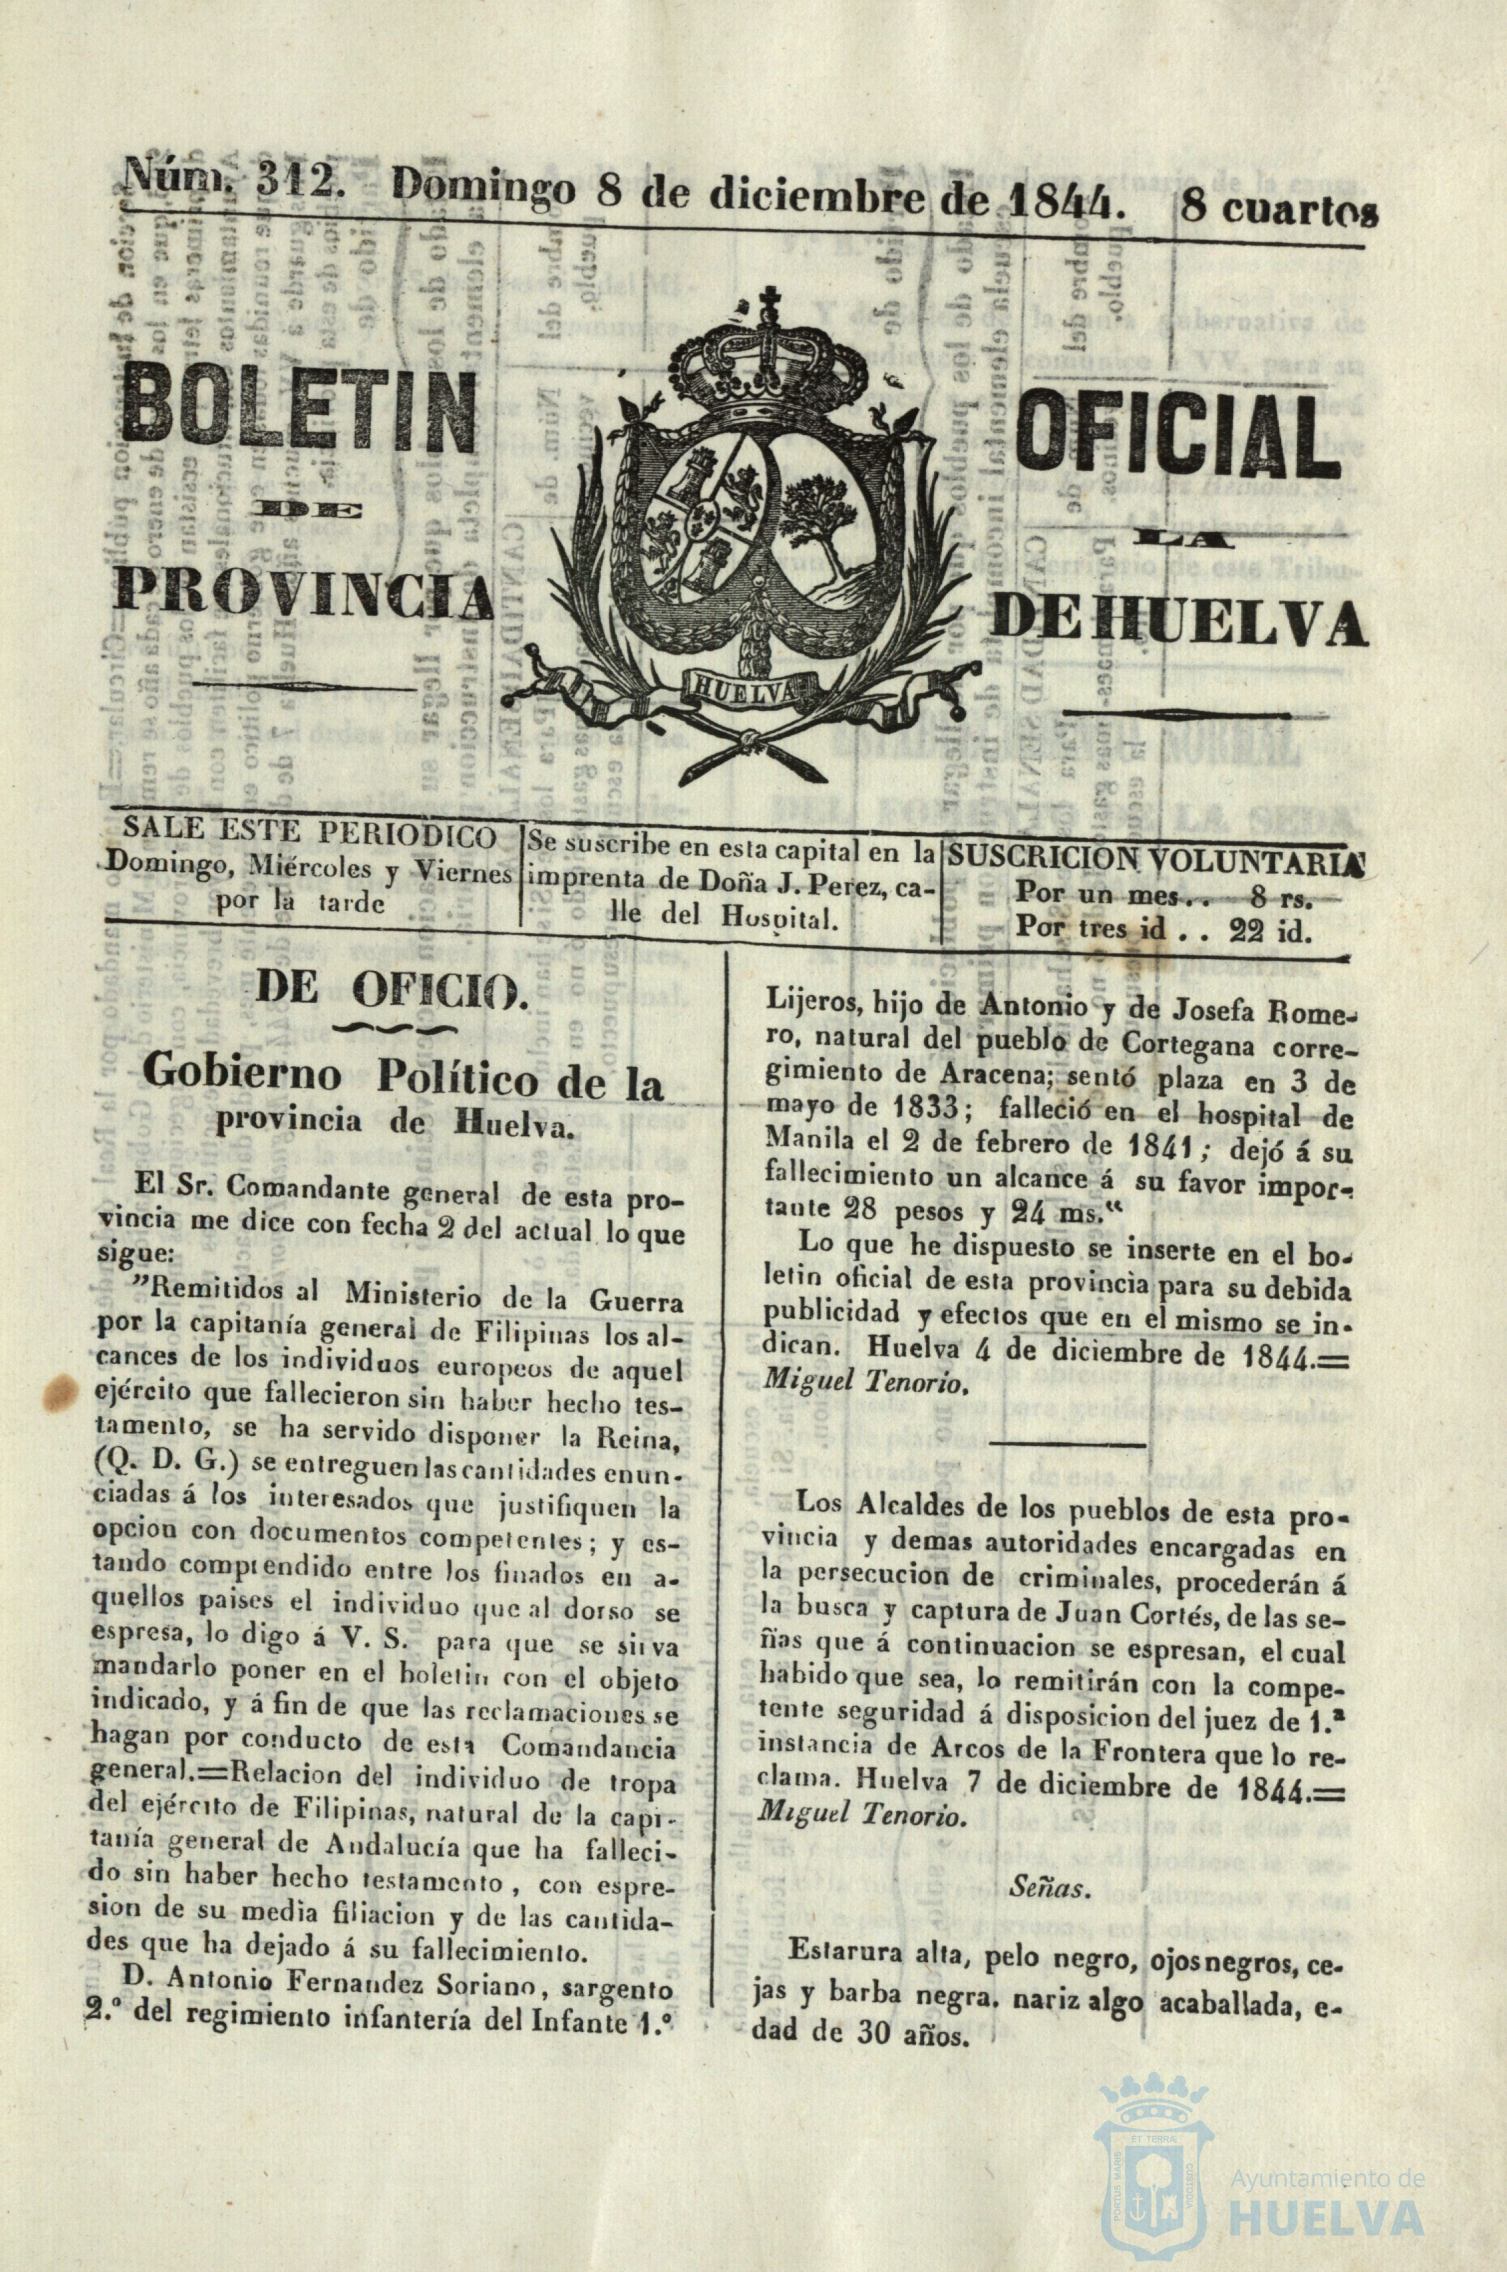 Núm. 312. Domingo 8 de diciembre de 1844. 8 cuartos
BOLETIN OFICIAL
DE LA
PROVINCIA DE HUELVA
HUELVA
SALE ESTE PERIODICO
Domingo, Miércoles y Viernes
por la tarde
Se suscribe en esta capital en la
imprenta de Doña J. Perez, ca-
lle del Hospital.
SUSCRICION VOLUNTARIA
Por un mes.. 8 rs.
Por tres id . . 22 id.
DE OFICIO.
Gobierno Político de la
provincia de Huelva.
El Sr. Comandante general de esta pro-
vincia me dice con fecha 2 del actual lo que
sigue:
”Remitidos al Ministerio de la Guerra
por la capitanía general de Filipinas los al-
cances de los individuos europeos de aquel
ejército que fallecieron sin haber hecho tes-
tamento, se ha servido disponer la Reina,
(Q. D. G.) se entreguen las cantidades enun-
ciadas á los interesados que justifiquen la
opcion con documentos competentes; y es-
tando comprendido entre los finados en a-
quellos paises el individuo que al dorso se
espresa, lo digo á V. S. para que se sirva
mandarlo poner en el boletin con el objeto
indicado, y á fin de que las reclamaciones se
hagan por conducto de esta Comandancia
general.=Relacion del individuo de tropa
del ejército de Filipinas, natural de la capi-
tanía general de Andalucía que ha falleci-
do sin haber hecho testamento, con espre-
sion de su media filiacion y de las cantida-
des que ha dejado á su fallecimiento.
D. Antonio Fernandez Soriano, sargento
2.º del regimiento infantería del Infante 1.º
Lijeros, hijo de Antonio y de Josefa Rome-
ro, natural del pueblo de Cortegana corre-
gimiento de Aracena; sentó plaza en 3 de
mayo de 1833; falleció en el hospital de
Manila el 2 de febrero de 1841; dejó á su
fallecimiento un alcance á su favor impor-
tante 28 pesos y 24 ms.“
Lo que he dispuesto se inserte en el bo-
letin oficial de esta provincia para su debida
publicidad y efectos que en el mismo se in-
dican. Huelva 4 de diciembre de 1844.=
Miguel Tenorio.
Los Alcaldes de los pueblos de esta pro-
vincia y demas autoridades encargadas en
la persecucion de criminales, procederán á
la busca y captura de Juan Cortés, de las se-
ñas que á continuacion se espresan, el cual
habido que sea, lo remitirán con la compe-
tente seguridad á disposicion del juez de 1.ª
instancia de Arcos de la Frontera que lo re-
clama. Huelva 7 de diciembre de 1844.=
Miguel Tenorio.
Señas.
Estarura alta, pelo negro, ojos negros, ce-
jas y barba negra. nariz algo acaballada, e-
dad de 30 años.
PORTUS MARIS
ET TERRÆ
CUSTODIA
Ayuntamiento de
HUELVA